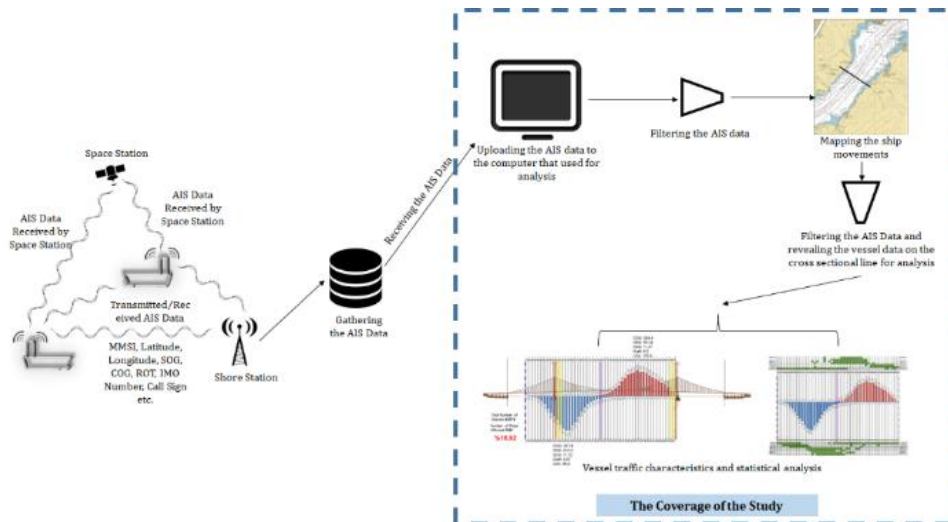 Space Station
AIS Data
Received by
Space Station
AIS Data
Received by
Space Station
Transmitted/Rec
eived AIS Data
MMSI, Latitude,
Longitude, SOG,
COG, ROT, IMO
Number, Call Sign
etc.
Shore Station
Gathering
the AIS Data
Receiving the AIS Data
Uploading the AIS data to
the computer that used for
analysis
Filtering the AIS data
Mapping the ship
movements
Filtering the AIS Data and
revealing the vessel data on the
cross sectional line for analysis
Vessel traffic characteristics and statistical analysis
The Coverage of the Study